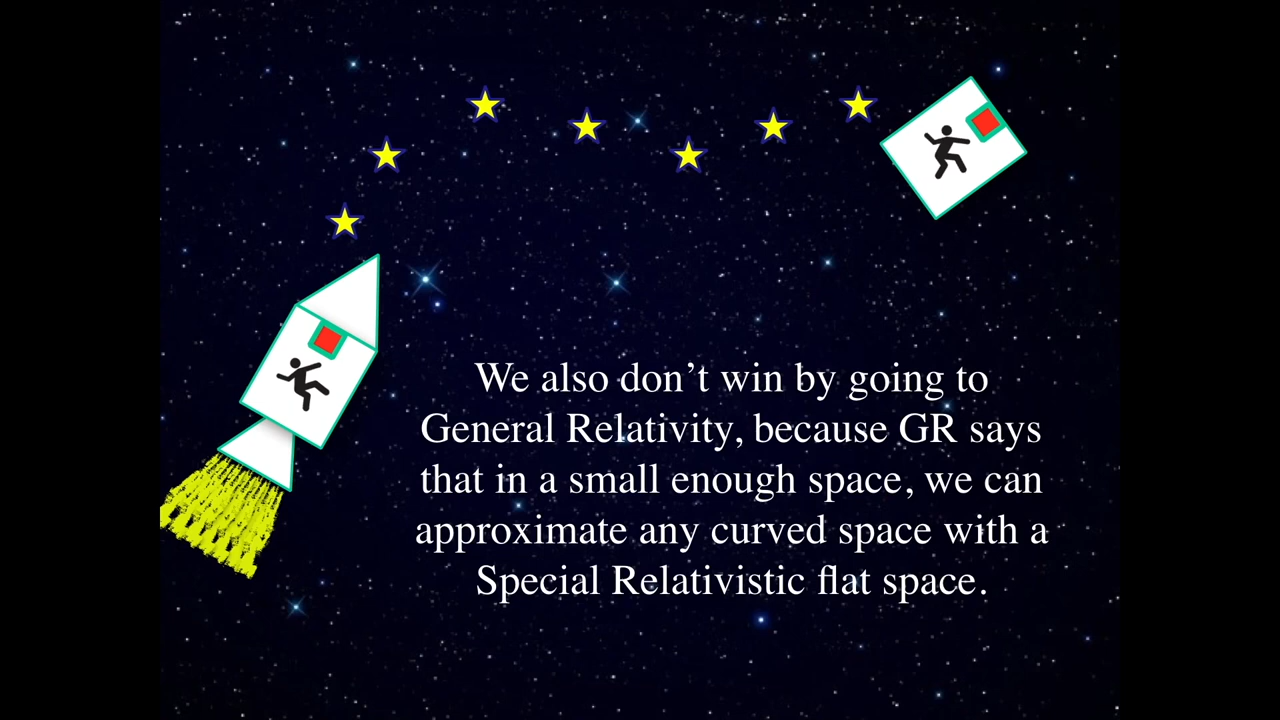 We also don’t win by going to
General Relativity, because GR says
that in a small enough space, we can
approximate any curved space with a
Special Relativistic flat space.